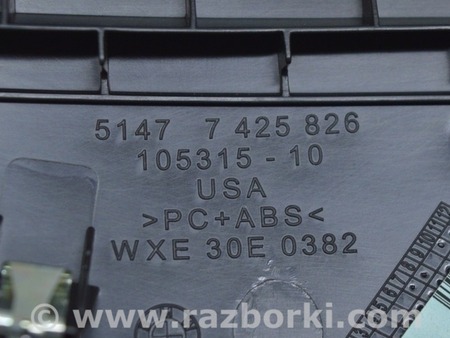 5147 7 425 826
105315 - 10
USA
>PC+ABS<
WXE 30E 0382
www.razborki.com